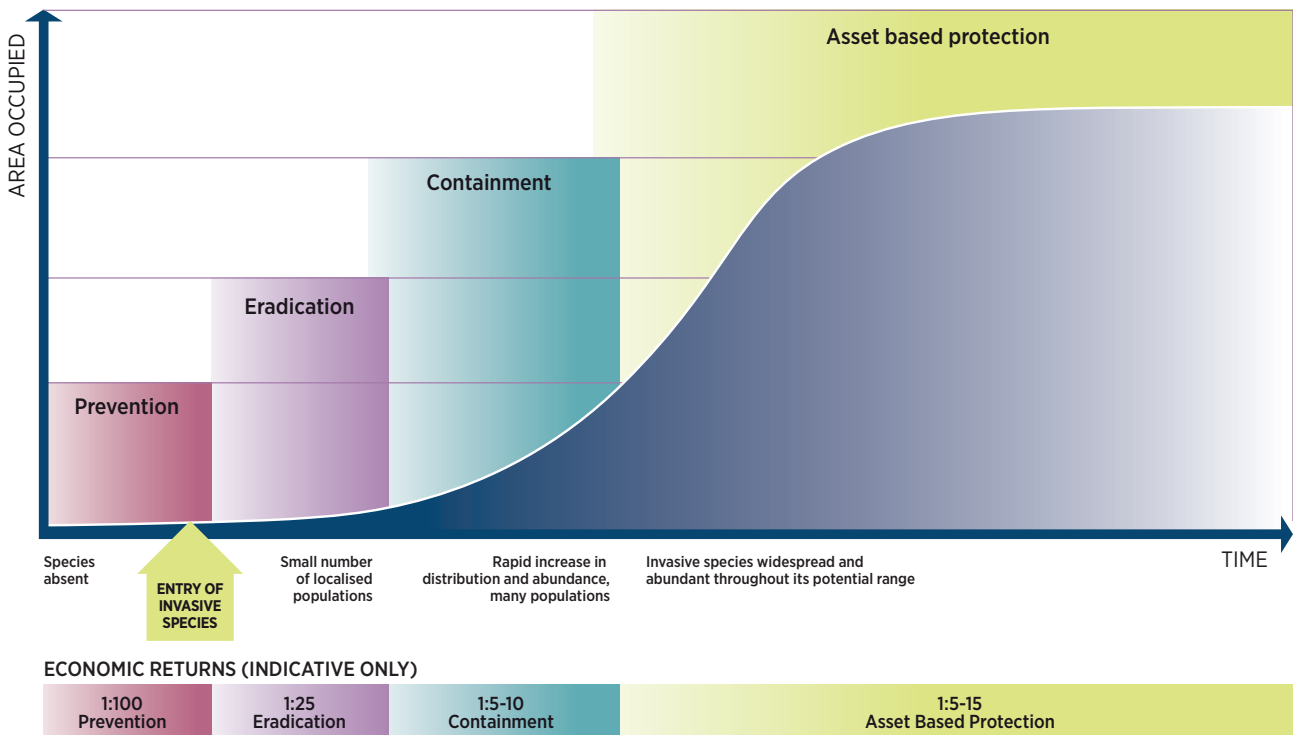 AREA OCCUPIED
Asset based protection
Containment
Eradication
Prevention
Species
absent
ENTRY OF
INVASIVE
SPECIES
Small number
of localised
populations
Rapid increase in
distribution and abundance,
many populations
Invasive species widespread and
abundant throughout its potential range
TIME
ECONOMIC RETURNS (INDICATIVE ONLY)
1:100
Prevention
1:25
Eradication
1:5-10
Containment
1:5-15
Asset Based Protection